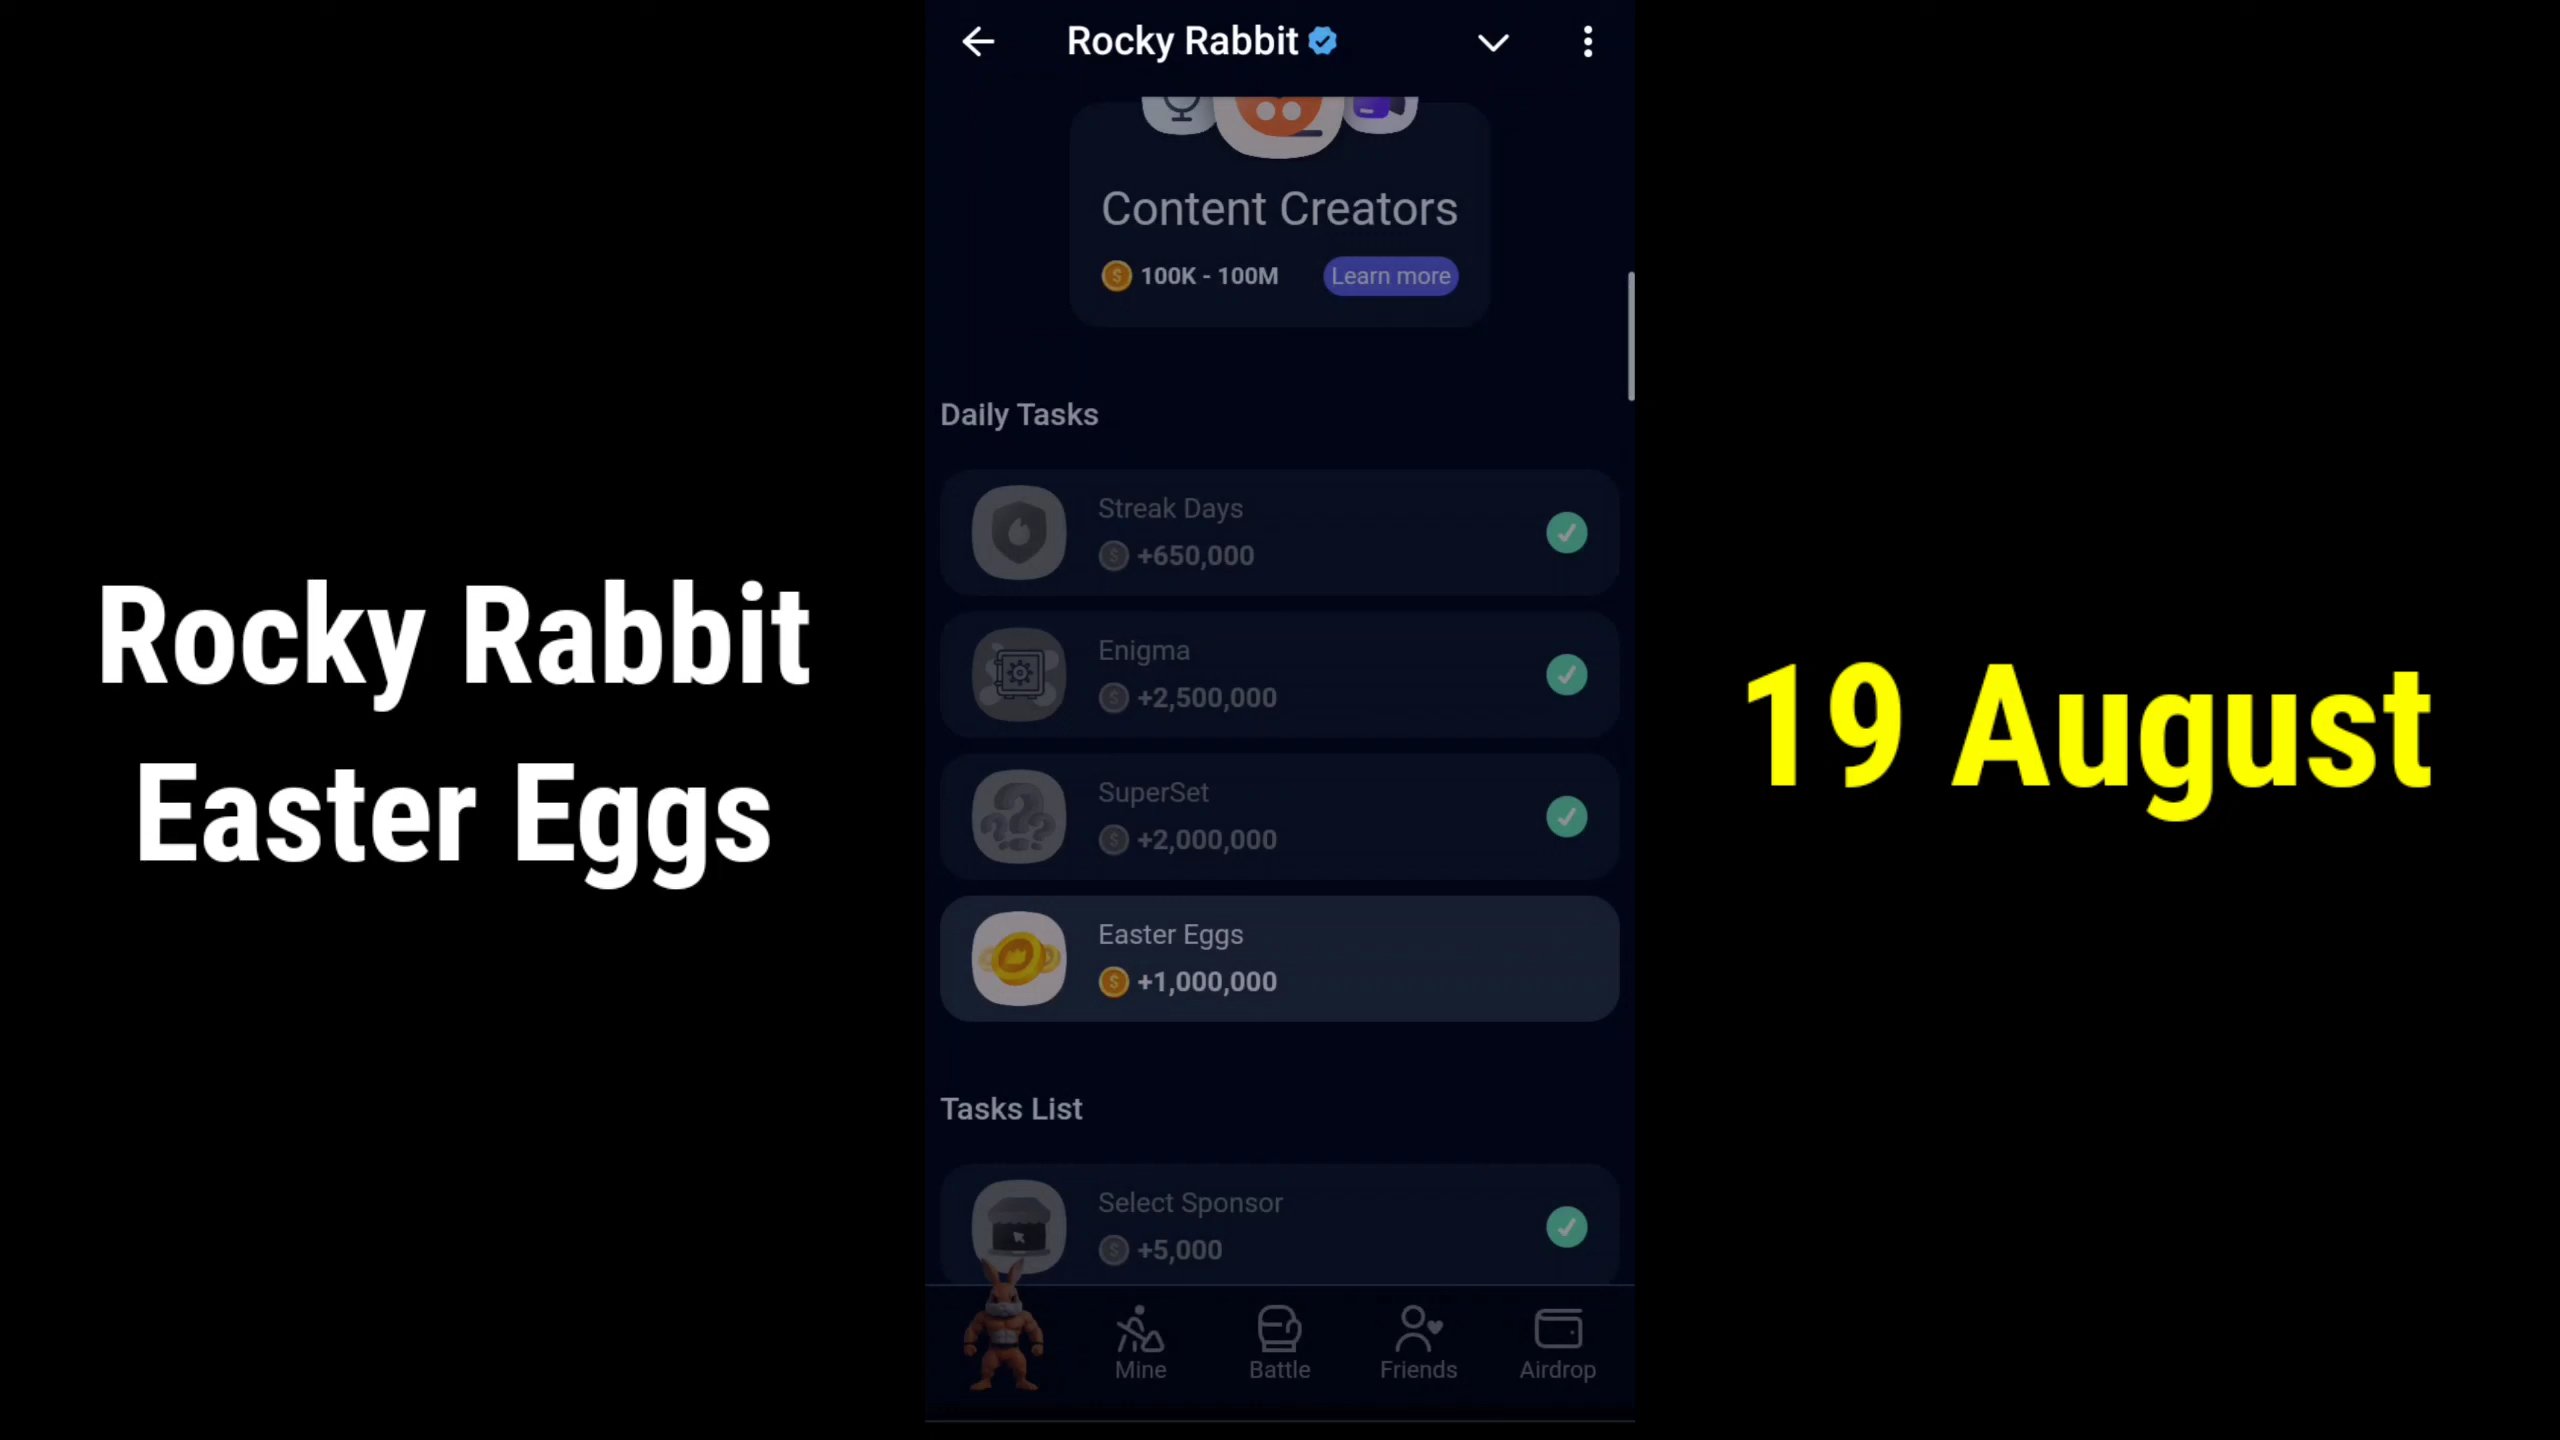 Rocky Rabbit
Content Creators
100K - 100M
Learn more
Daily Tasks
Streak Days
+650,000
Enigma
+2,500,000
SuperSet
+2,000,000
Easter Eggs
+1,000,000
Tasks List
Select Sponsor
+5,000
Mine
Battle
Friends
Airdrop
Rocky Rabbit
Easter Eggs
19 August